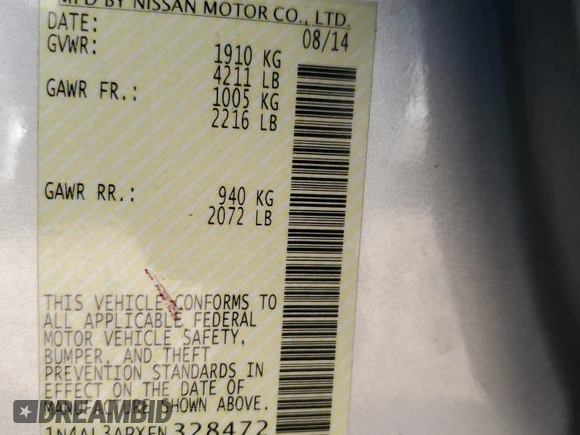 MFD BY NISSAN MOTOR CO., LTD.
DATE: 08/14
GVWR: 1910 KG
4211 LB
GAWR FR.: 1005 KG
2216 LB
GAWR RR.: 940 KG
2072 LB
THIS VEHICLE CONFORMS TO
ALL APPLICABLE FEDERAL
MOTOR VEHICLE SAFETY,
BUMPER, AND THEFT
PREVENTION STANDARDS IN
EFFECT ON THE DATE OF
MANUFACTURE SHOWN ABOVE.
1N4AL3APXFN 328472
DREAMBID